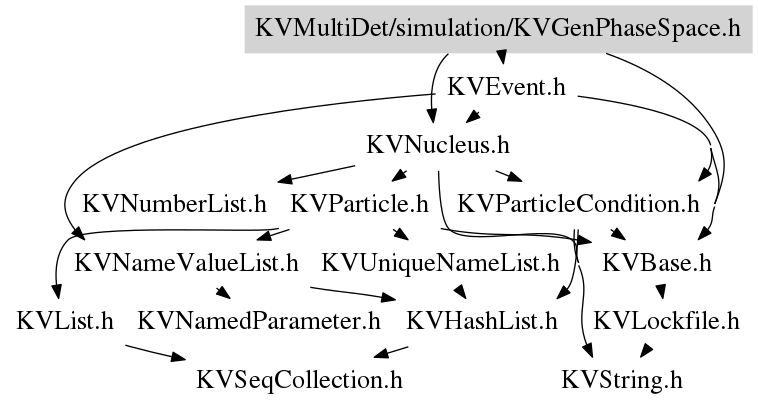 KVMultiDet/simulation/KVGenPhaseSpace.h
KVEvent.h
KVNucleus.h
KVNumberList.h
KVParticle.h
KVParticleCondition.h
KVNameValueList.h
KVUniqueNameList.h
KVBase.h
KVList.h
KVNamedParameter.h
KVHashList.h
KVLockfile.h
KVSeqCollection.h
KVString.h